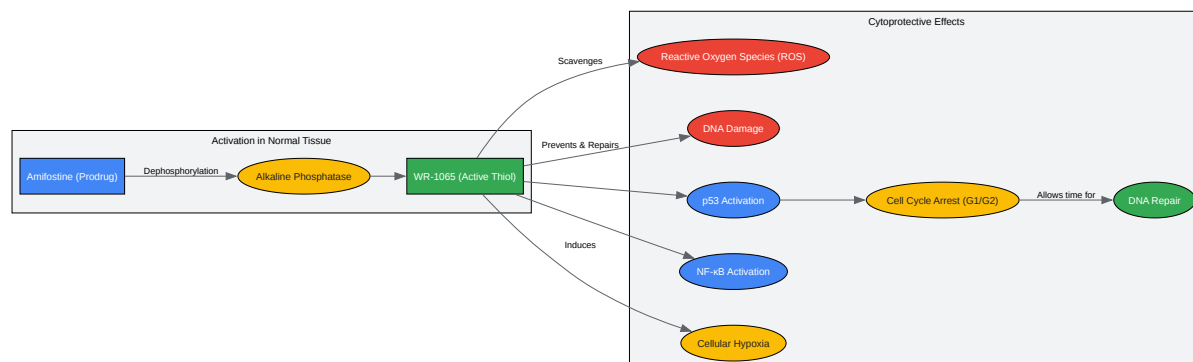 Cytoprotective Effects
Reactive Oxygen Species (ROS)
Scavenges
DNA Damage
Activation in Normal Tissue
Prevents & Repairs
Amifostine (Prodrug)
Dephosphorylation
Alkaline Phosphatase
WR-1065 (Active Thiol)
p53 Activation
Cell Cycle Arrest (G1/G2)
Allows time for
DNA Repair
Induces
NF-κB Activation
Cellular Hypoxia